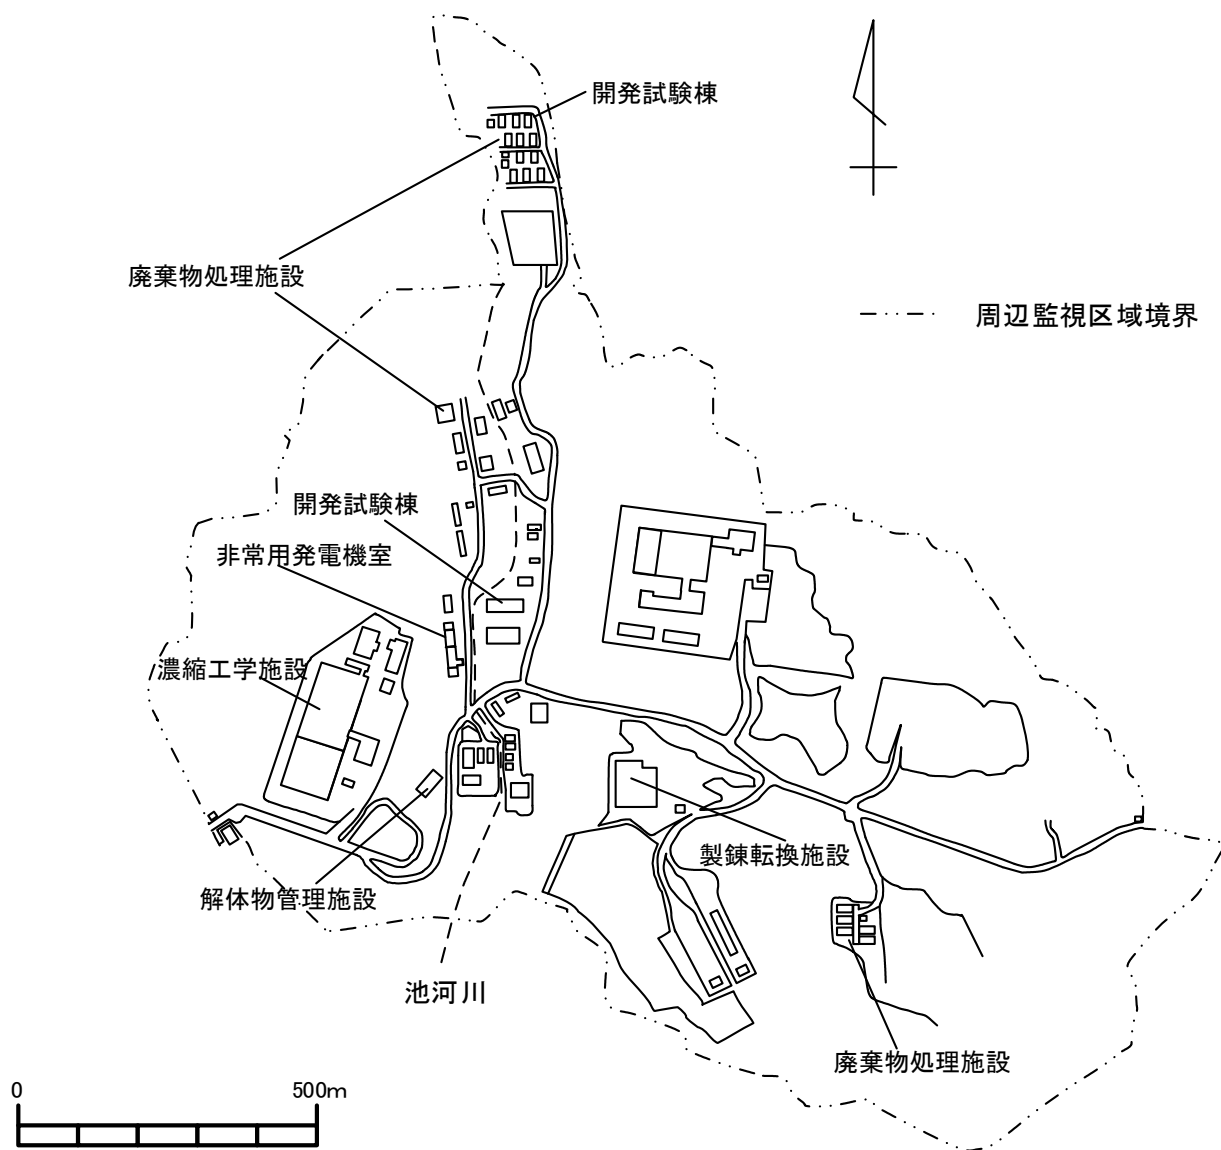 開発試験棟
廃棄物処理施設
周辺監視区域境界
開発試験棟
非常用発電機室
濃縮工学施設
製錬転換施設
解体物管理施設
池河川
廃棄物処理施設
0 500m